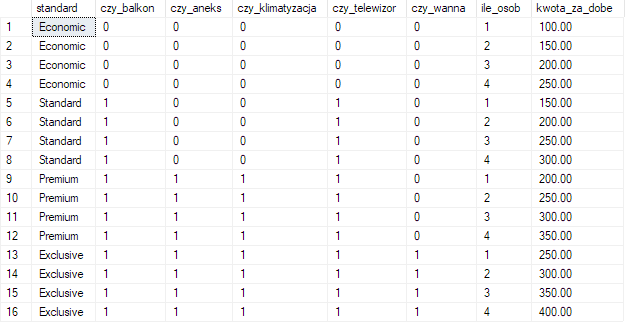 standard czy_balkon czy_aneks czy_klimatyzacja czy_telewizor czy_wanna ile_osob kwota_za_dobe
1 Economic 0 0 0 0 0 1 100.00
2 Economic 0 0 0 0 0 2 150.00
3 Economic 0 0 0 0 0 3 200.00
4 Economic 0 0 0 0 0 4 250.00
5 Standard 1 0 0 1 0 1 150.00
6 Standard 1 0 0 1 0 2 200.00
7 Standard 1 0 0 1 0 3 250.00
8 Standard 1 0 0 1 0 4 300.00
9 Premium 1 1 1 1 0 1 200.00
10 Premium 1 1 1 1 0 2 250.00
11 Premium 1 1 1 1 0 3 300.00
12 Premium 1 1 1 1 0 4 350.00
13 Exclusive 1 1 1 1 1 1 250.00
14 Exclusive 1 1 1 1 1 2 300.00
15 Exclusive 1 1 1 1 1 3 350.00
16 Exclusive 1 1 1 1 1 4 400.00